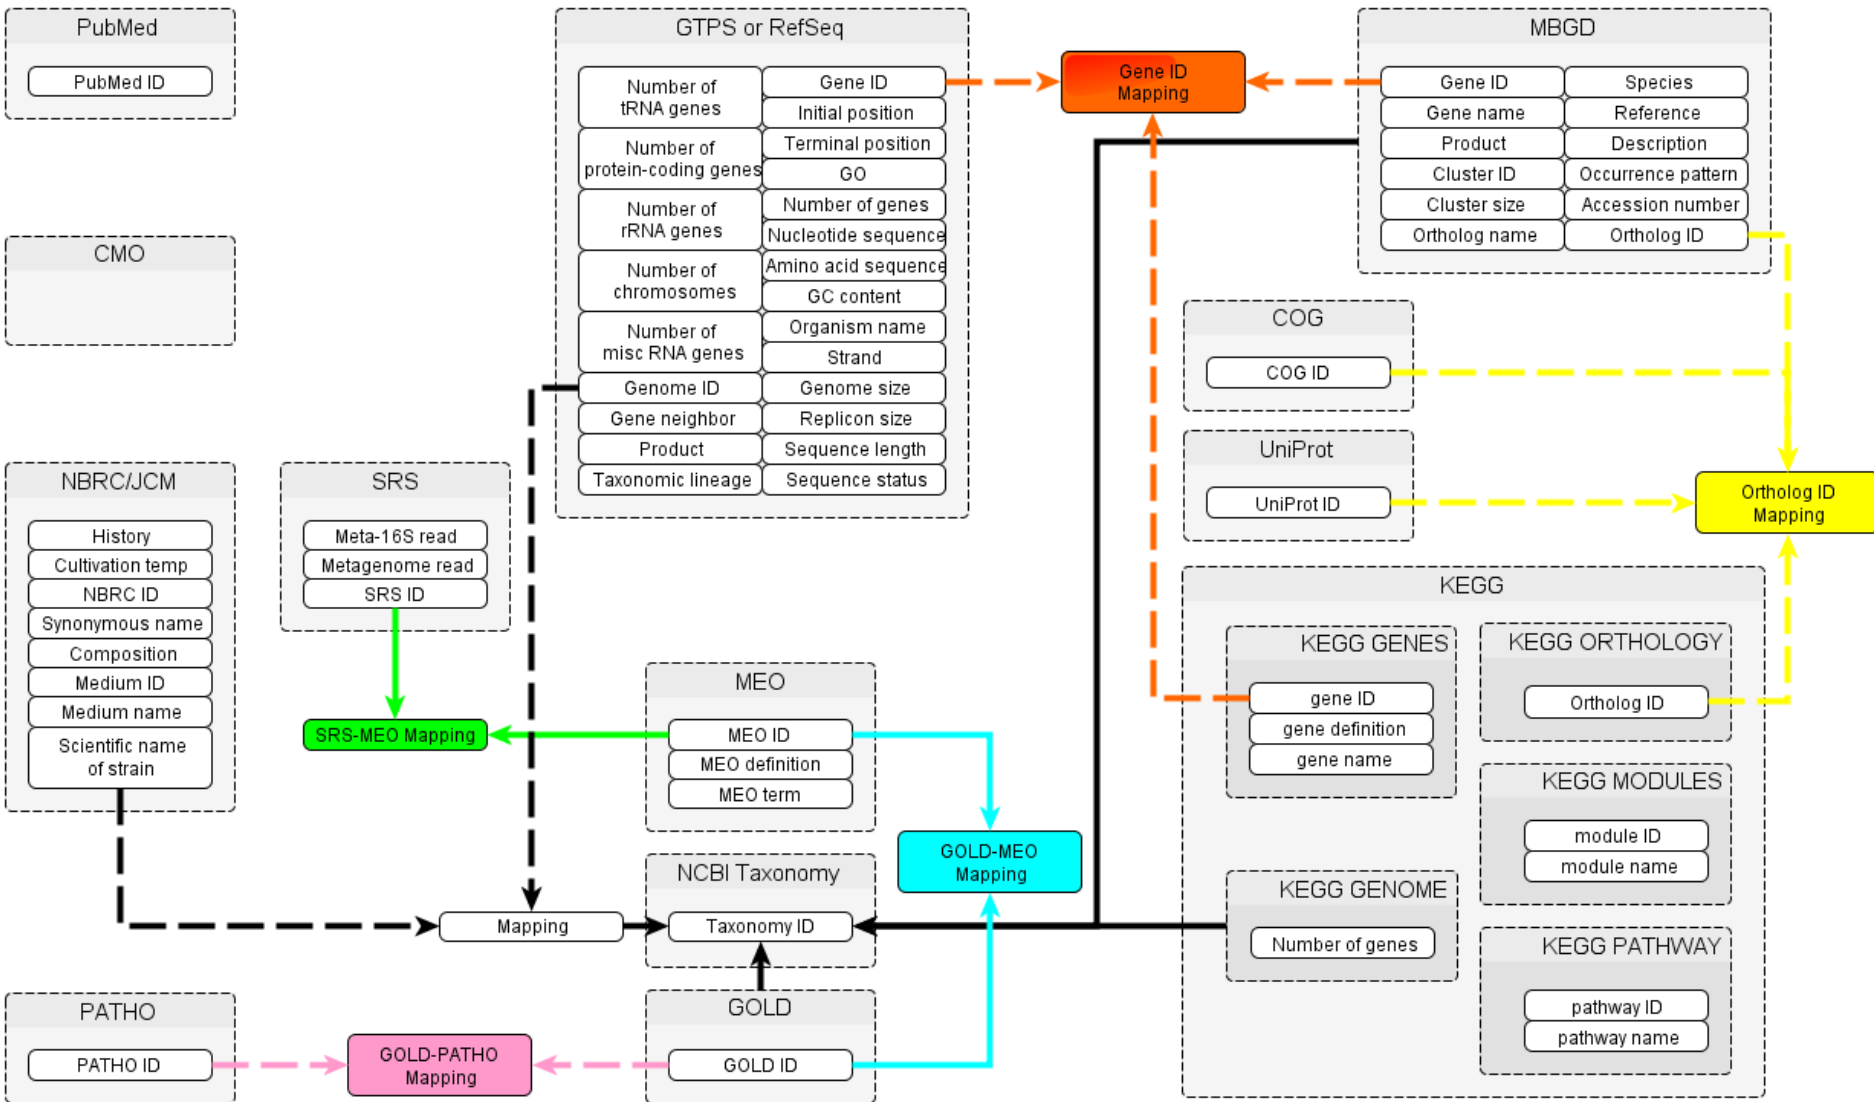 PubMed
PubMed ID
CMO
NBRC/JCM
History
Cultivation temp
NBRC ID
Synonymous name
Composition
Medium ID
Medium name
Scientific name
of strain
PATHO
PATHO ID
SRS
Meta-16S read
Metagenome read
SRS ID
SRS-MEO Mapping
Mapping
GOLD-PATHO
Mapping
GTPS or RefSeq
Number of
tRNA genes
Number of
protein-coding genes
Number of
rRNA genes
Number of
chromosomes
Number of
misc RNA genes
Genome ID
Gene neighbor
Product
Taxonomic lineage
Gene ID
Initial position
Terminal position
GO
Number of genes
Nucleotide sequence
Amino acid sequence
GC content
Organism name
Strand
Genome size
Replicon size
Sequence length
Sequence status
MEO
MEO ID
MEO definition
MEO term
NCBI Taxonomy
Taxonomy ID
GOLD
GOLD ID
GOLD-MEO
Mapping
Gene ID
Mapping
MBGD
Gene ID
Gene name
Product
Cluster ID
Cluster size
Ortholog name
Species
Reference
Description
Occurrence pattern
Accession number
Ortholog ID
COG
COG ID
UniProt
UniProt ID
Ortholog ID
Mapping
KEGG
KEGG GENES
gene ID
gene definition
gene name
KEGG GENOME
Number of genes
KEGG ORTHOLOGY
Ortholog ID
KEGG MODULES
module ID
module name
KEGG PATHWAY
pathway ID
pathway name